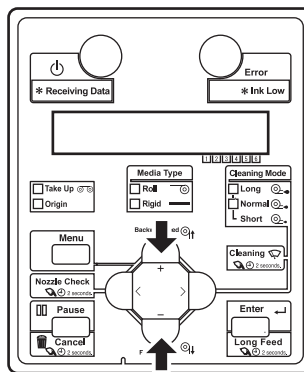 Error
* Receiving Data
* Ink Low
1 2 3 4 5 6
Media Type
Cleaning Mode
Take Up
Roll
Long
Origin
Rigid
Normal
Short
Menu
+
Cleaning
2 seconds.
Nozzle Check
2 seconds.
< >
Pause
−
Enter
Cancel
2 seconds.
Long Feed
2 seconds.